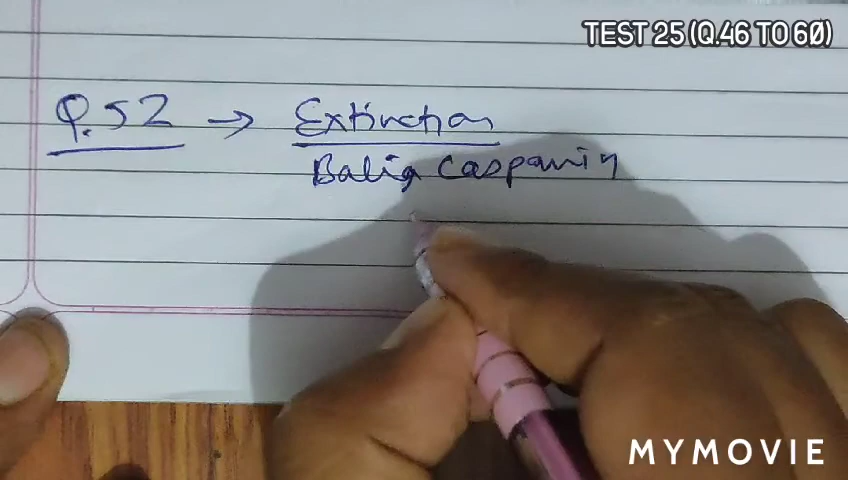 TEST 25 (Q.46 TO 60)
Q.52 → Extinction
Balig Caspanin
MYMOVIE